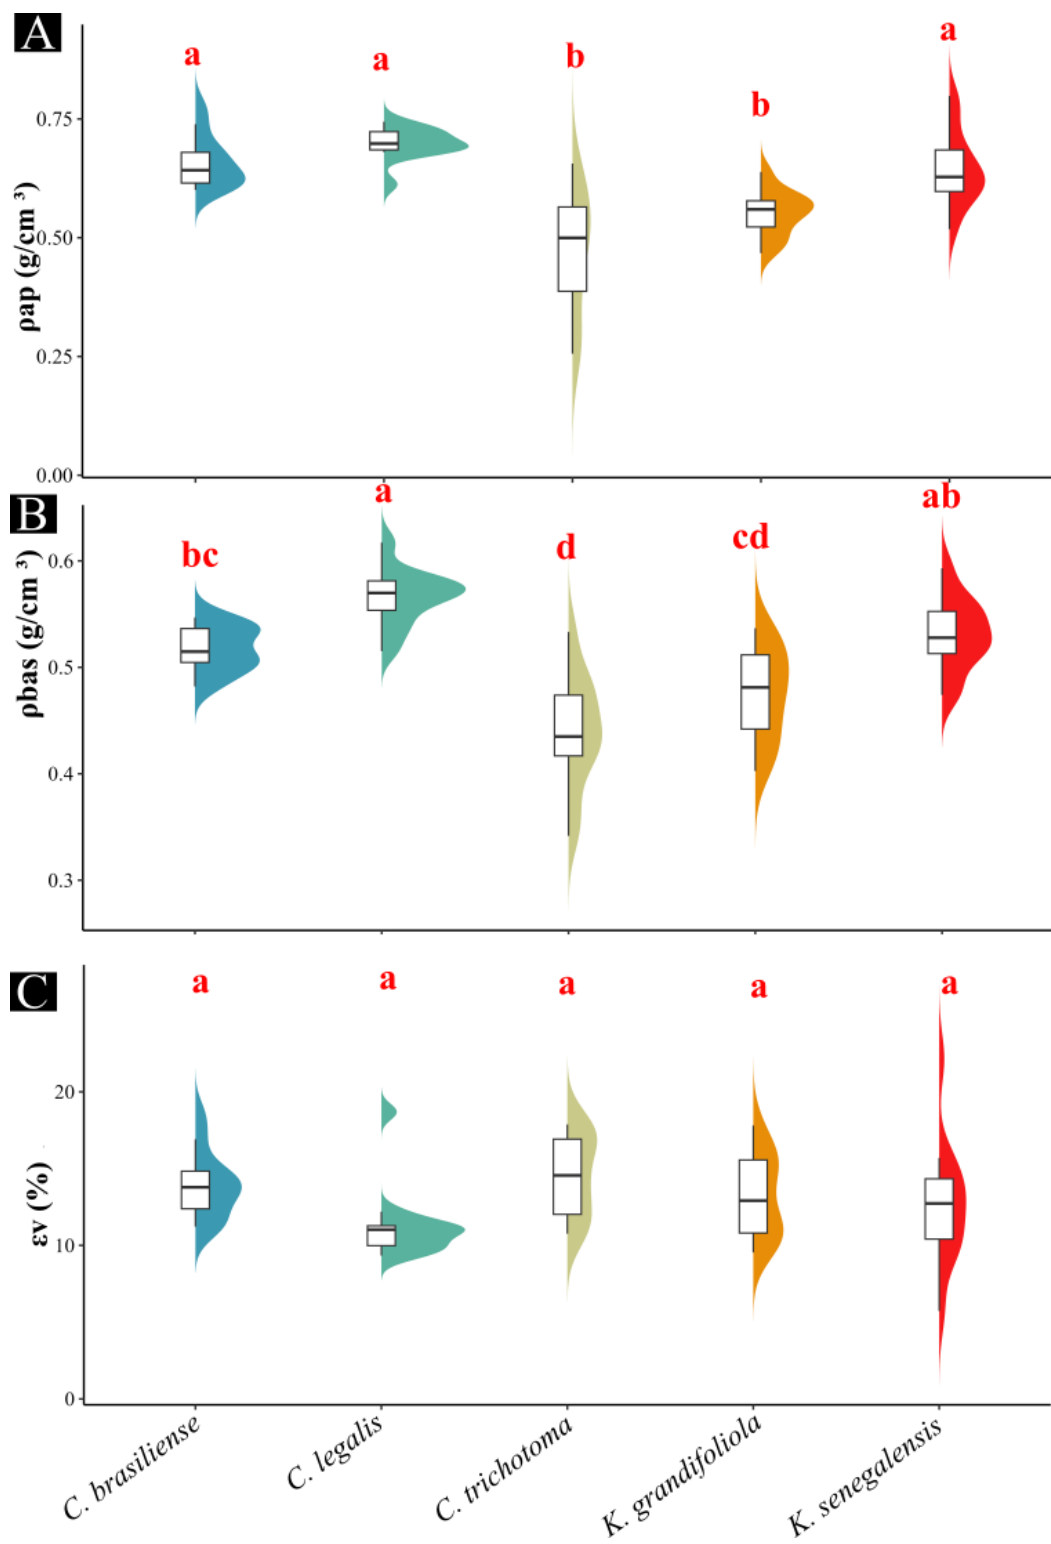 A
a a b b a
0.75
0.50
0.25
0.00
ρap (g/cm ³)
B
bc a d cd ab
0.6
0.5
0.4
0.3
ρbas (g/cm ³)
C
a a a a a
20
10
0
εv (%)
C. brasiliense
C. legalis
C. trichotoma
K. grandifoliola
K. senegalensis